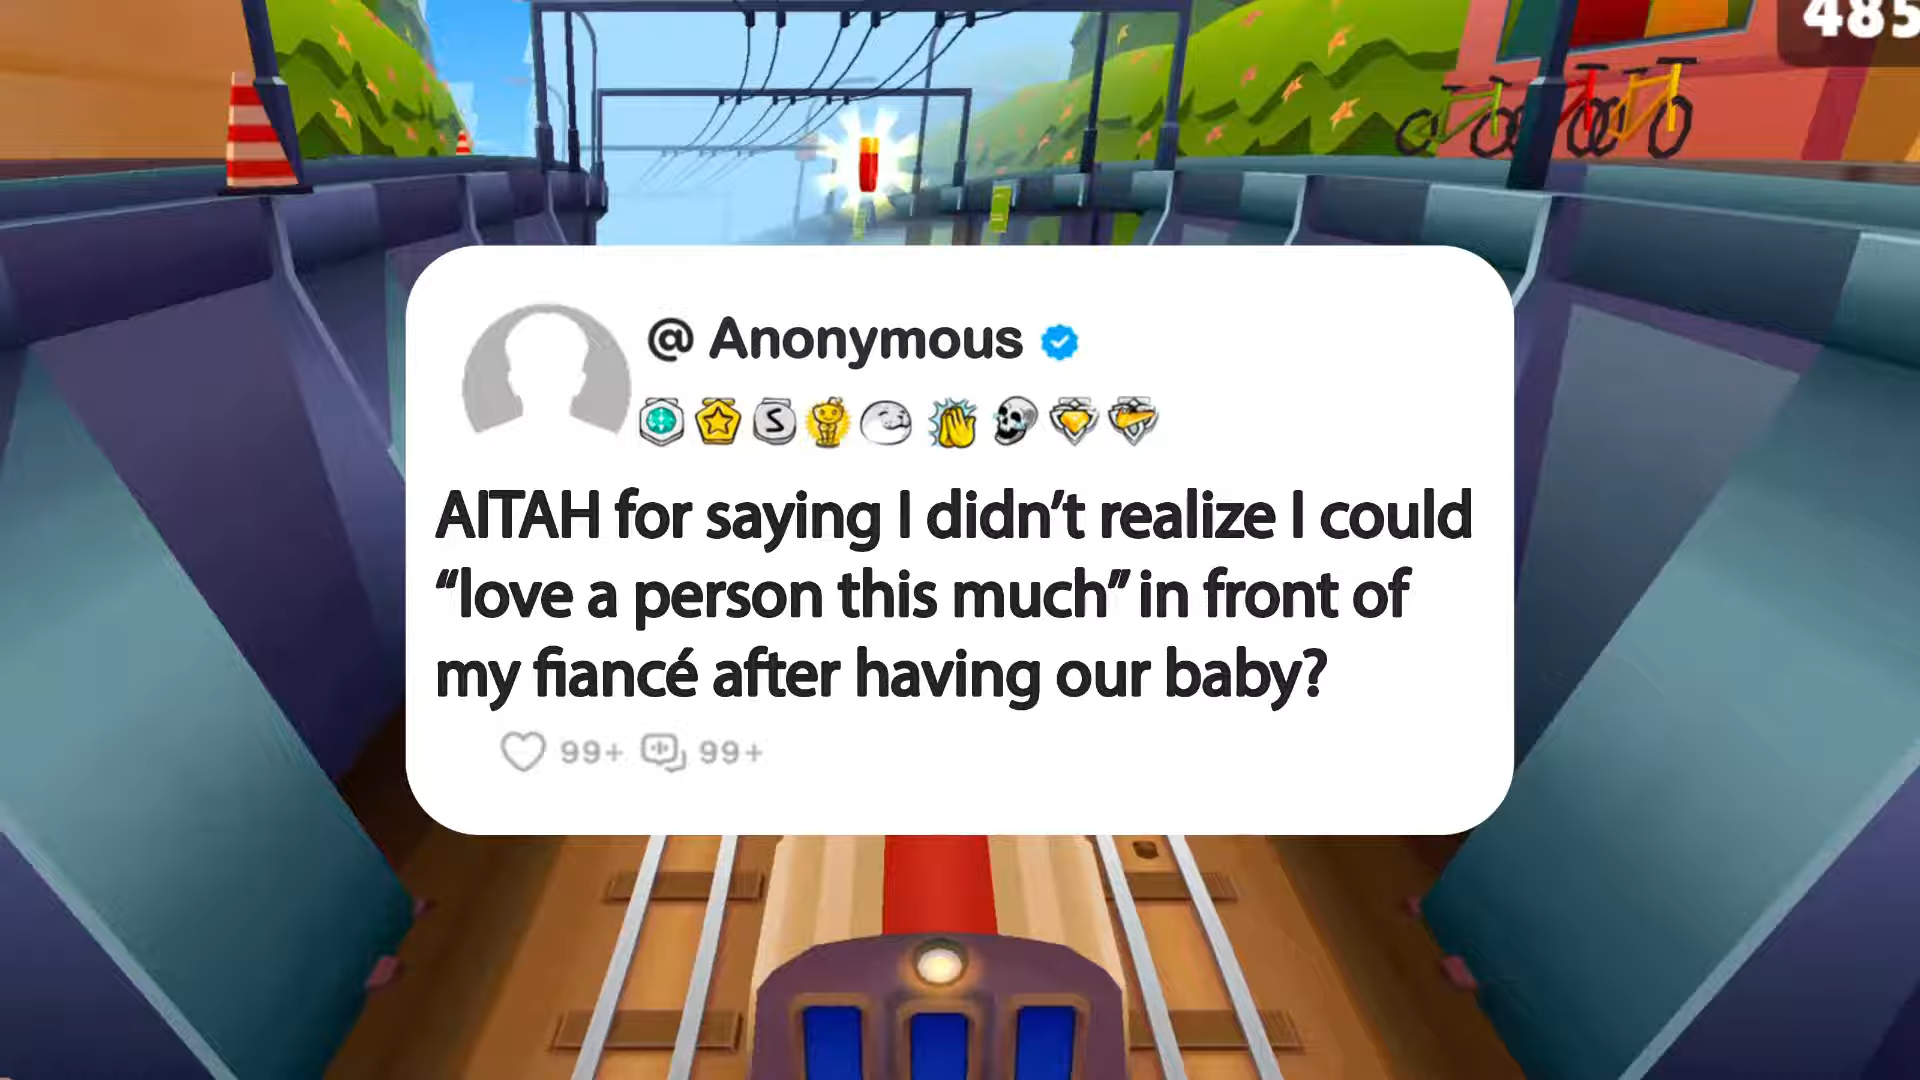 485
@ Anonymous
AITAH for saying I didn’t realize I could
“love a person this much” in front of
my fiancé after having our baby?
99+ 99+